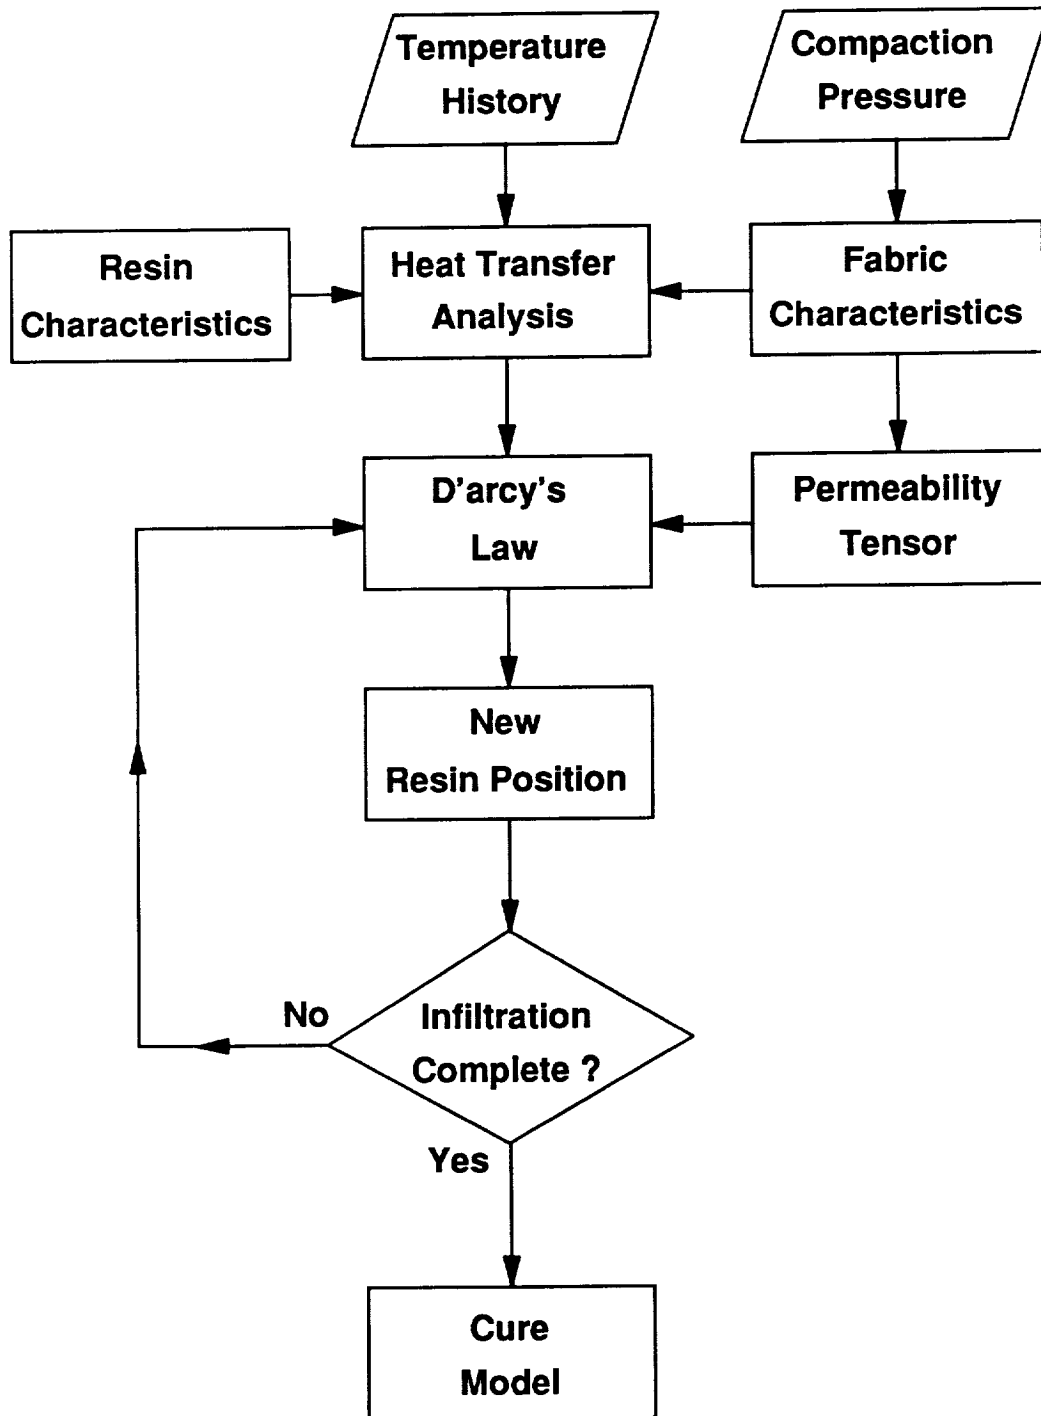 Temperature
History
Compaction
Pressure
Resin
Characteristics
Heat Transfer
Analysis
Fabric
Characteristics
D'arcy's
Law
Permeability
Tensor
New
Resin Position
No
Infiltration
Complete ?
Yes
Cure
Model